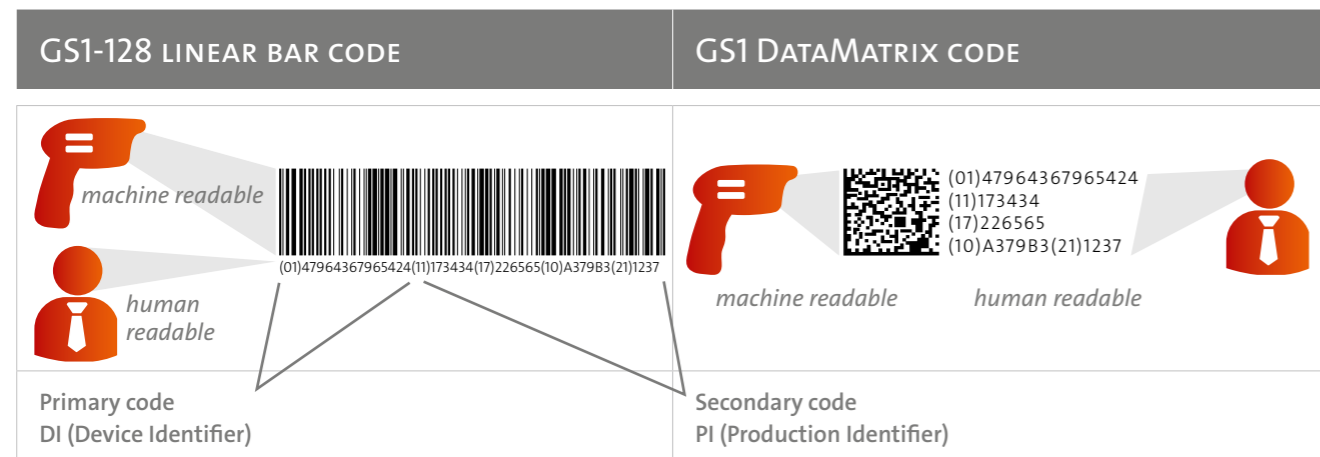 GS1-128 LINEAR BAR CODE
GS1 DATAMATRIX CODE
machine readable
(01)47964367965424(11)173434(17)226565(10)A379B3(21)1237
human
readable
(01)47964367965424
(11)173434
(17)226565
(10)A379B3(21)1237
machine readable
human readable
Primary code
DI (Device Identifier)
Secondary code
PI (Production Identifier)